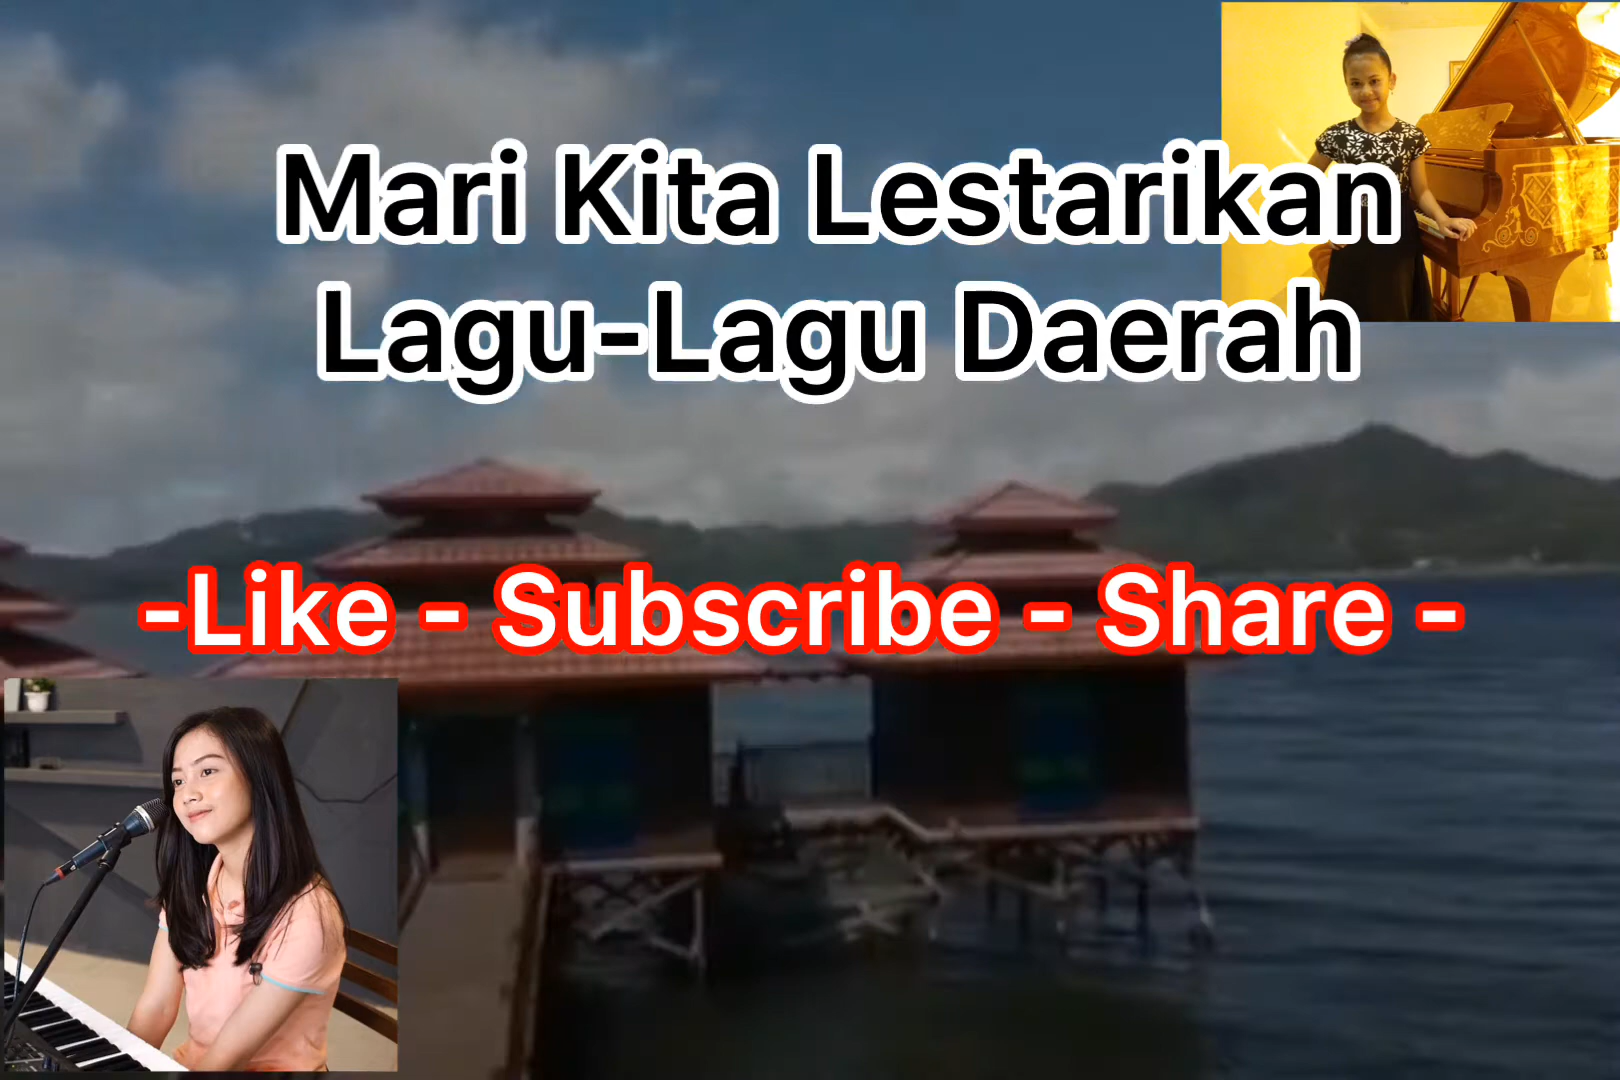 Mari Kita Lestarikan
Lagu-Lagu Daerah
-Like - Subscribe - Share -